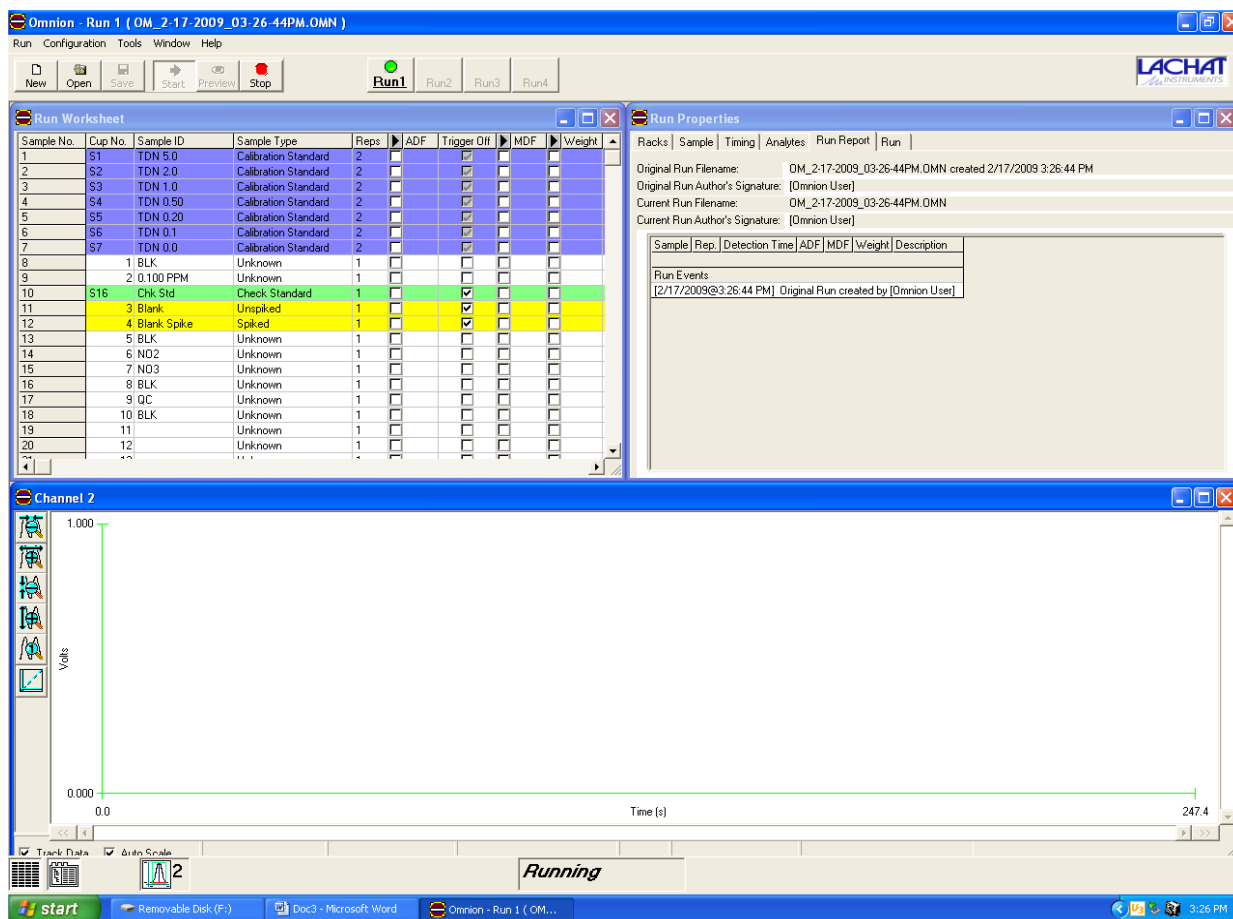 Omnion - Run 1 ( OM_2-17-2009_03-26-44PM.OMN )
Run Configuration Tools Window Help
New Open Save Start Preview Stop Run1 Run2 Run3 Run4
LACHAT
INSTRUMENTS
Run Worksheet
Sample No. Cup No. Sample ID Sample Type Reps ADF Trigger Off MDF Weight
1 S1 TDN 5.0 Calibration Standard 2
2 S2 TDN 2.0 Calibration Standard 2
3 S3 TDN 1.0 Calibration Standard 2
4 S4 TDN 0.50 Calibration Standard 2
5 S5 TDN 0.20 Calibration Standard 2
6 S6 TDN 0.1 Calibration Standard 2
7 S7 TDN 0.0 Calibration Standard 2
8 1 BLK Unknown 1
9 2 0.100 PPM Unknown 1
10 S16 Chk Std Check Standard 1
11 3 Blank Unspiked 1
12 4 Blank Spike Spiked 1
13 5 BLK Unknown 1
14 6 NO2 Unknown 1
15 7 NO3 Unknown 1
16 8 BLK Unknown 1
17 9 QC Unknown 1
18 10 BLK Unknown 1
19 11 Unknown 1
20 12 Unknown 1
Run Properties
Racks Sample Timing Analytes Run Report Run
Original Run Filename: OM_2-17-2009_03-26-44PM.OMN created 2/17/2009 3:26:44 PM
Original Run Author's Signature: [Omnion User]
Current Run Filename: OM_2-17-2009_03-26-44PM.OMN
Current Run Author's Signature: [Omnion User]
Sample Rep. Detection Time ADF MDF Weight Description
Run Events
[2/17/2009@3:26:44 PM] Original Run created by [Omnion User]
Channel 2
1.000
Volts
0.000
0.0 Time (s) 247.4
Track Data Auto Scale
2 Running
start Removable Disk (F:) Doc3 - Microsoft Word Omnion - Run 1 ( OM... 3:26 PM